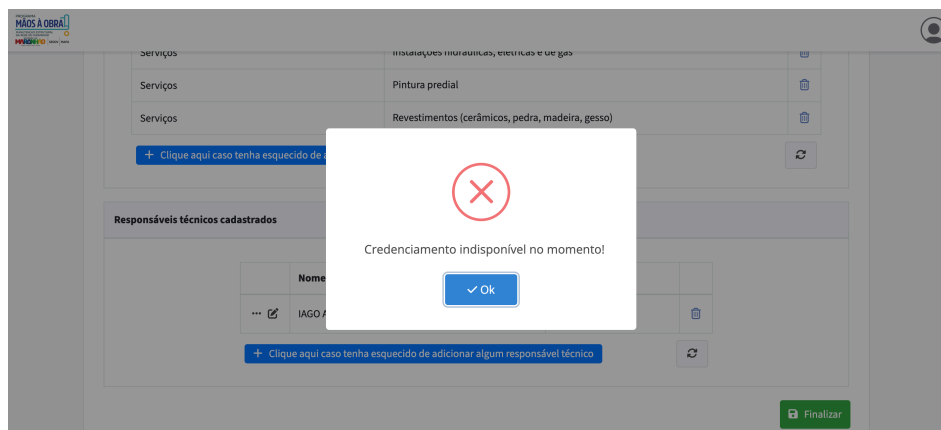 MÃOS À OBRA
Serviços
Instalações hidráulicas, elétricas e de gás
Serviços
Pintura predial
Serviços
Revestimentos (cerâmicos, pedra, madeira, gesso)
+ Clique aqui caso tenha esquecido de a
Credenciamento indisponível no momento!
Ok
Responsáveis técnicos cadastrados
Nome
IAGO A
+ Clique aqui caso tenha esquecido de adicionar algum responsável técnico
Finalizar